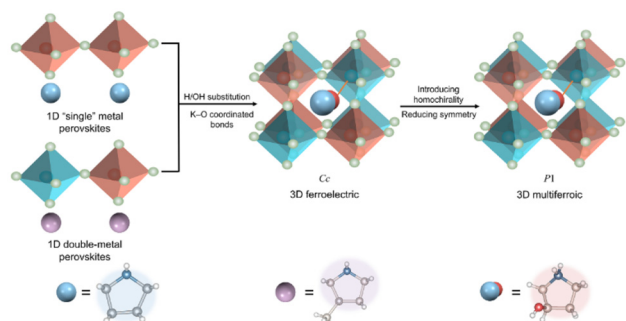 1D "single" metal
perovskites
1D double-metal
perovskites
H/OH substitution
K–O coordinated
bonds
Cc
3D ferroelectric
Introducing
homochirality
Reducing symmetry
P1
3D multiferroic
=
=
=